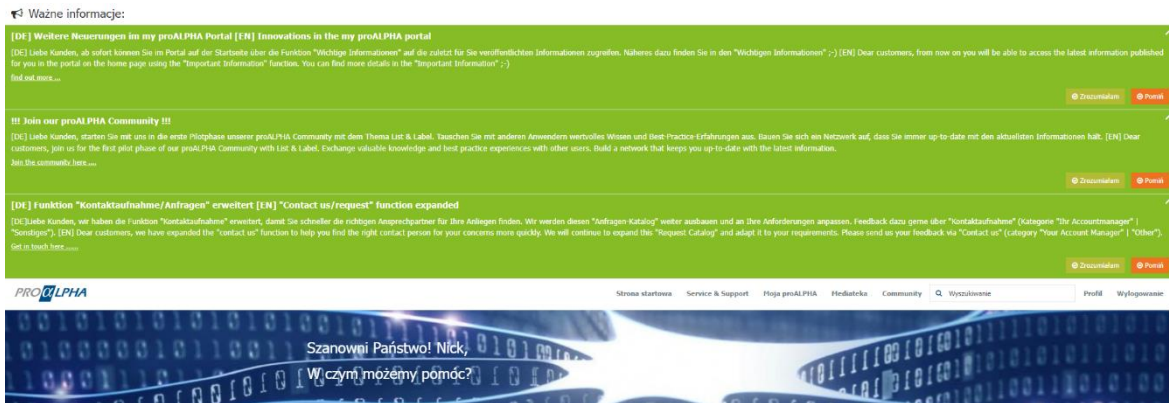 Ważne informacje:
[DE] Weitere Neuerungen im my proALPHA Portal [EN] Innovations in the my proALPHA portal
[DE] Liebe Kunden, ab sofort können Sie im Portal auf der Startseite über die Funktion "Wichtige Informationen" auf die zuletzt für Sie veröffentlichten Informationen zugreifen. Näheres dazu finden Sie in den "Wichtigen Informationen" ;-) [EN] Dear customers, from now on you will be able to access the latest information published
for you in the portal on the home page using the "Important Information" function. You can find more details in the "Important Information" ;-)
find out more ...
Zrozumiałam Pomiń
!!! Join our proALPHA Community !!!
[DE] Liebe Kunden, starten Sie mit uns in die erste Pilotphase unserer proALPHA Community mit dem Thema List & Label. Tauschen Sie mit anderen Anwendern wertvolles Wissen und Best-Practice-Erfahrungen aus. Bauen Sie sich ein Netzwerk auf, dass Sie immer up-to-date mit den aktuellsten Informationen hält. [EN] Dear
customers, join us for the first pilot phase of our proALPHA Community with List & Label. Exchange valuable knowledge and best practice experiences with other users. Build a network that keeps you up-to-date with the latest information.
Join the community here ....
Zrozumiałam Pomiń
[DE] Funktion "Kontaktaufnahme/Anfragen" erweitert [EN] "Contact us/request" function expanded
[DE]Liebe Kunden, wir haben die Funktion "Kontaktaufnahme" erweitert, damit Sie schneller die richtigen Ansprechpartner für Ihre Anliegen finden. Wir werden diesen "Anfragen-Katalog" weiter ausbauen und an Ihre Anforderungen anpassen. Feedback dazu gerne über "Kontaktaufnahme" (Kategorie "Ihr Accountmanager" |
"Sonstiges"). [EN] Dear customers, we have expanded the "contact us" function to help you find the right contact person for your concerns more quickly. We will continue to expand this "Request Catalog" and adapt it to your requirements. Please send us your feedback via "Contact us" (category "Your Account Manager" | "Other").
Get in touch here ......
Zrozumiałam Pomiń
PROαLPHA Strona startowa Service & Support Moja proALPHA Mediateka Community Wyszukiwanie Profil Wylogowanie
Szanowni Państwo! Nick,
W czym możemy pomóc?